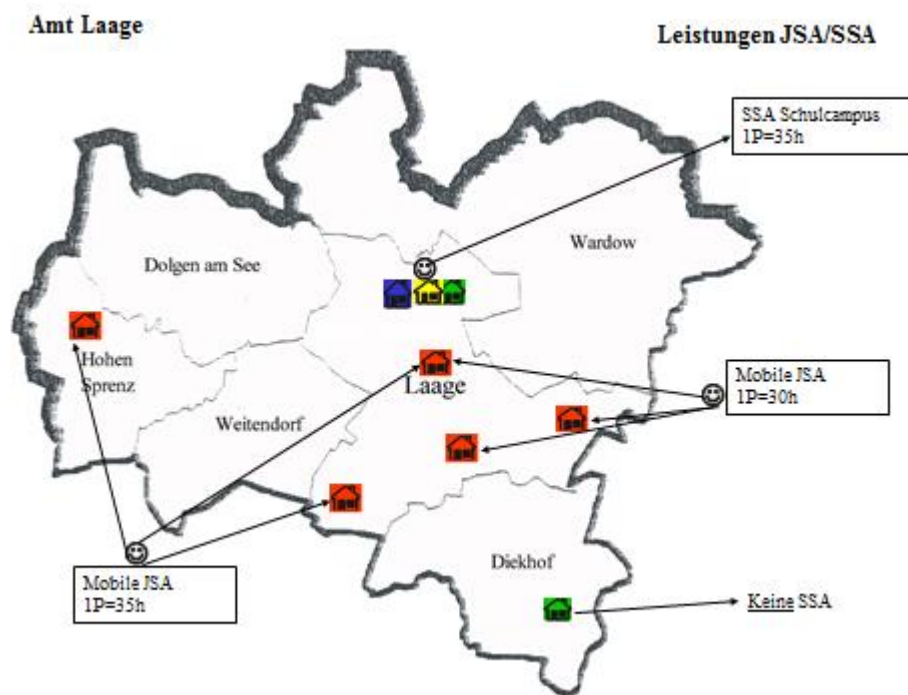 Amt Laage
Leistungen JSA/SSA
SSA Schulcampus
1P=35h
Wardow
Dolgen am See
Hohen
Sprenz
Laage
Mobile JSA
1P=30h
Weitendorf
Diekhof
Mobile JSA
1P=35h
Keine SSA